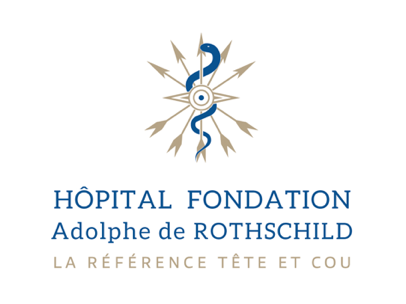 HÔPITAL FONDATION
Adolphe de ROTHSCHILD
LA RÉFÉRENCE TÊTE ET COU